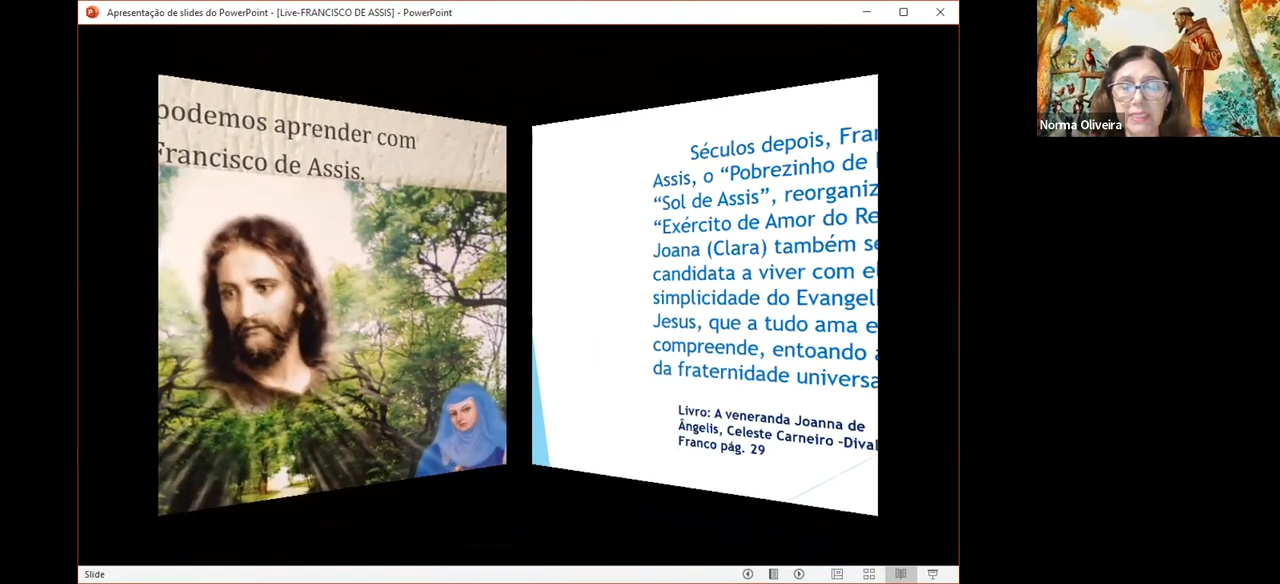 Apresentação de slides do PowerPoint - [Live-FRANCISCO DE ASSIS] - PowerPoint
podemos aprender com
Francisco de Assis.
Séculos depois, Fran
Assis, o “Pobrezinho de
“Sol de Assis”, reorganiz
“Exército de Amor do Re
Joana (Clara) também se
candidata a viver com el
simplicidade do Evangel
Jesus, que a tudo ama e
compreende, entoando a
da fraternidade universa
Livro: A veneranda Joanna de
Ângelis, Celeste Carneiro -Dival
Franco pág. 29
Norma Oliveira
Slide